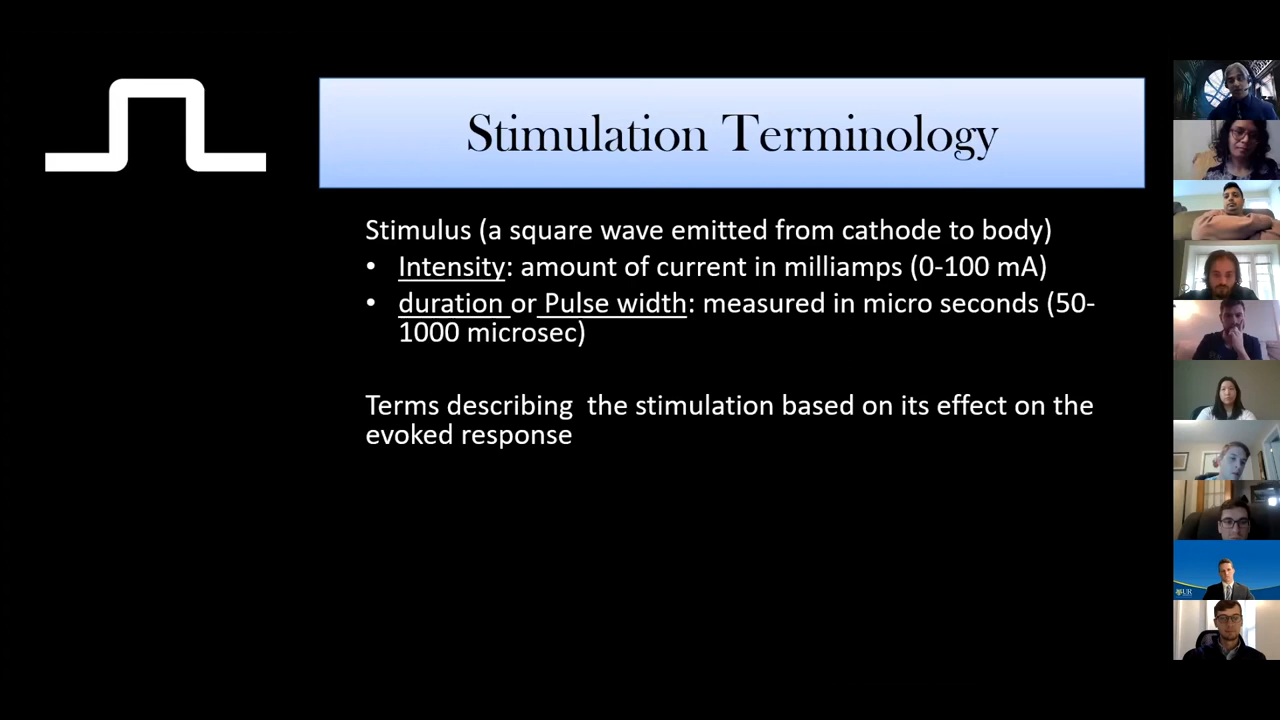 Stimulation Terminology
Stimulus (a square wave emitted from cathode to body)
• Intensity: amount of current in milliamps (0-100 mA)
• duration or Pulse width: measured in micro seconds (50-
1000 microsec)
Terms describing  the stimulation based on its effect on the
evoked response
UR